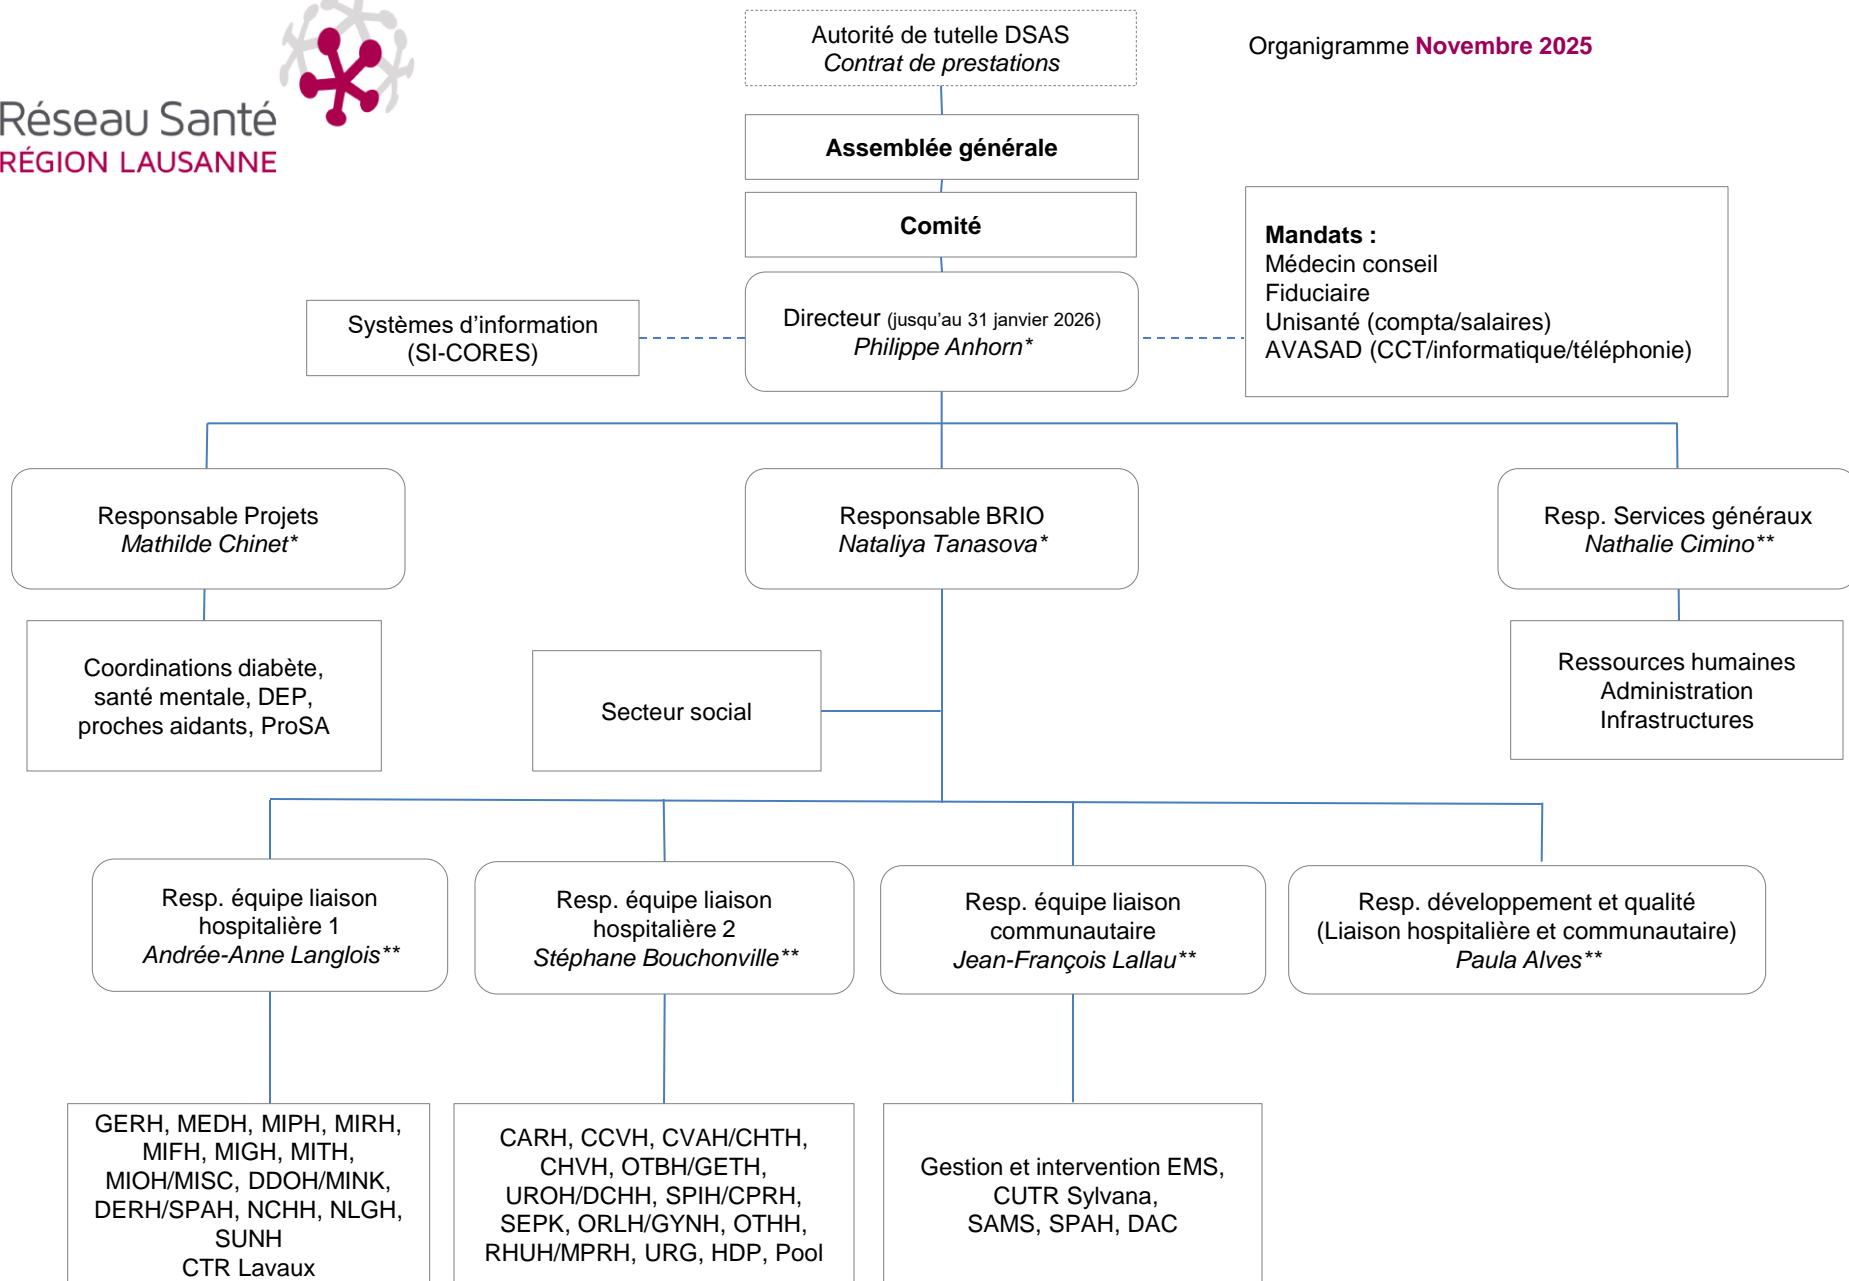 Réseau Santé
RÉGION LAUSANNE
Autorité de tutelle DSAS
Contrat de prestations
Organigramme Novembre 2025
Assemblée générale
Comité
Mandats :
Médecin conseil
Fiduciaire
Unisanté (compta/salaires)
AVASAD (CCT/informatique/téléphonie)
Systèmes d'information
(SI-CORES)
Directeur (jusqu'au 31 janvier 2026)
Philippe Anhorn*
Responsable Projets
Mathilde Chinet*
Responsable BRIO
Nataliya Tanasova*
Resp. Services généraux
Nathalie Cimino**
Coordinations diabète,
santé mentale, DEP,
proches aidants, ProSA
Secteur social
Ressources humaines
Administration
Infrastructures
Resp. équipe liaison
hospitalière 1
Andrée-Anne Langlois**
Resp. équipe liaison
hospitalière 2
Stéphane Bouchonville**
Resp. équipe liaison
communautaire
Jean-François Lallau**
Resp. développement et qualité
(Liaison hospitalière et communautaire)
Paula Alves**
GERH, MEDH, MIPH, MIRH,
MIFH, MIGH, MITH,
MIOH/MISC, DDOH/MINK,
DERH/SPAH, NCHH, NLGH,
SUNH
CTR Lavaux
CARH, CCVH, CVAH/CHTH,
CHVH, OTBH/GETH,
UROH/DCHH, SPIH/CPRH,
SEPK, ORLH/GYNH, OTHH,
RHUH/MPRH, URG, HDP, Pool
Gestion et intervention EMS,
CUTR Sylvana,
SAMS, SPAH, DAC